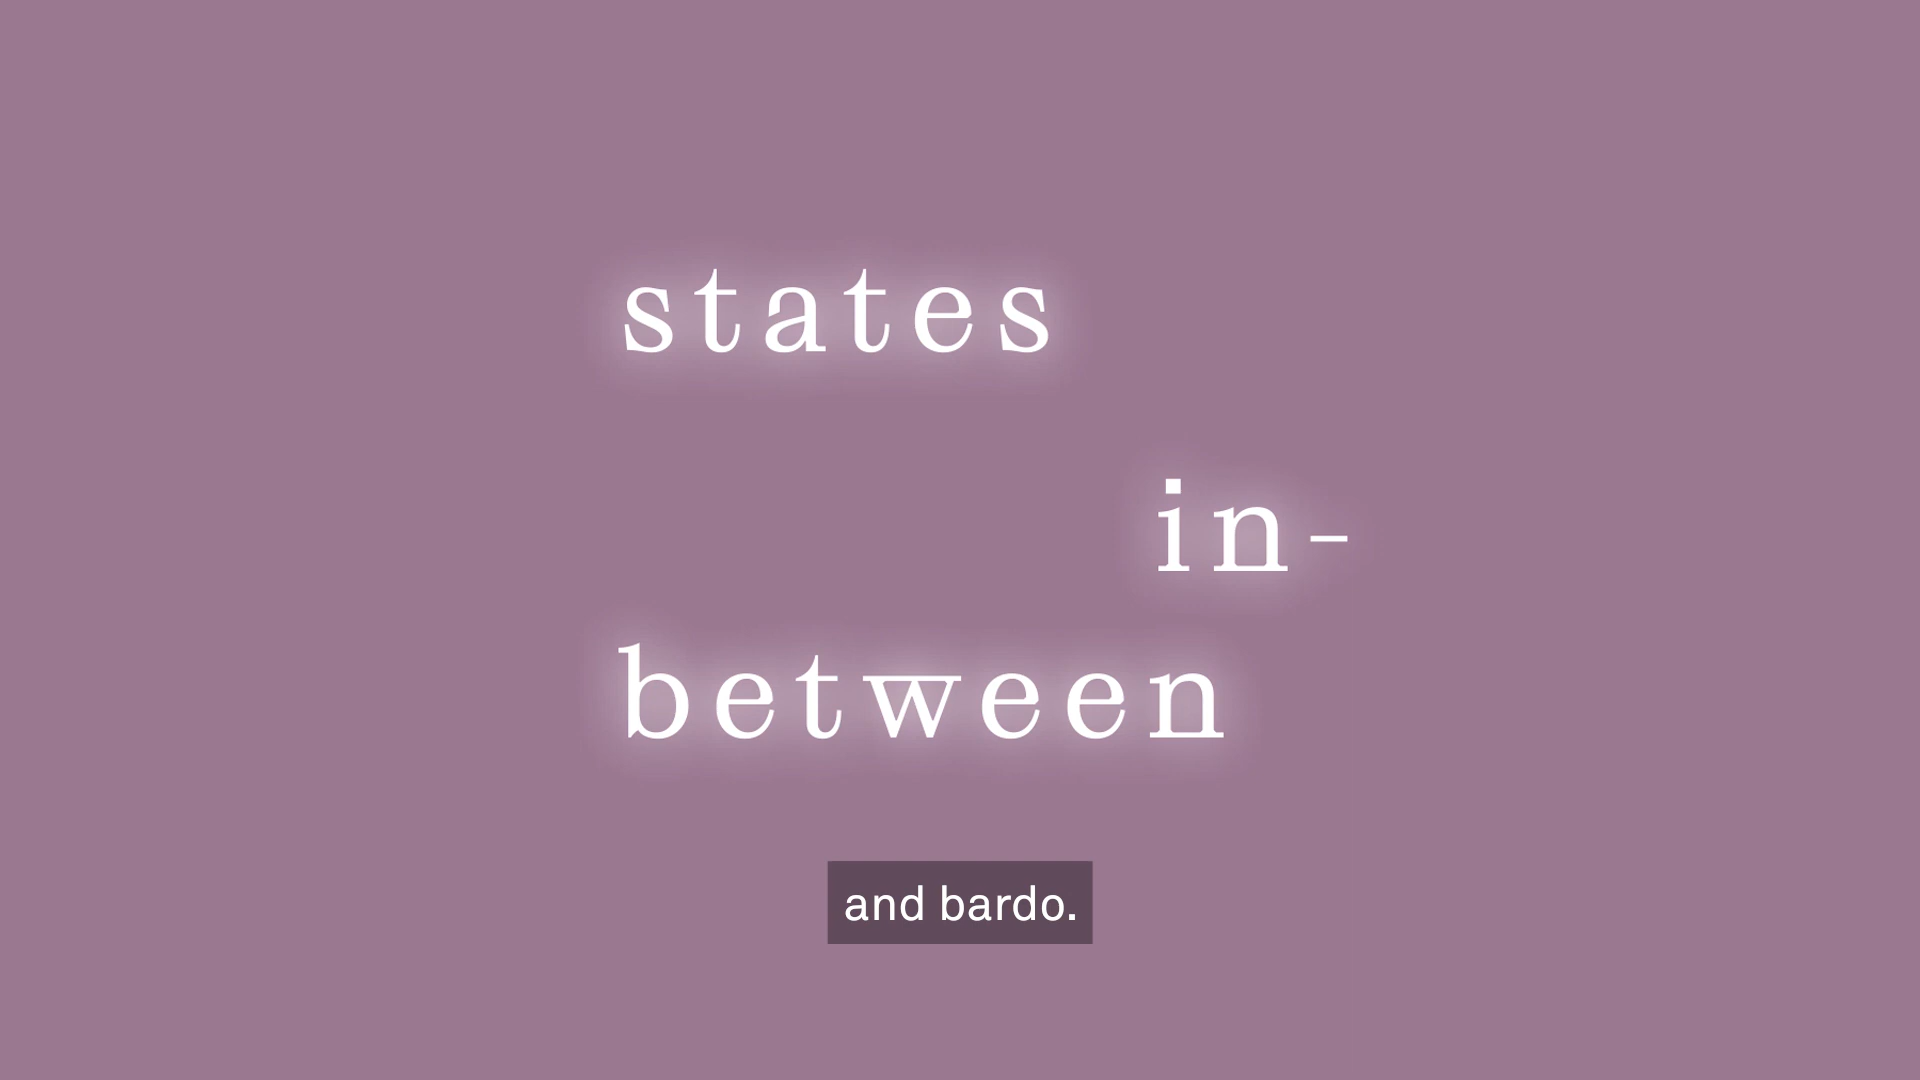 states
in-
between
and bardo.